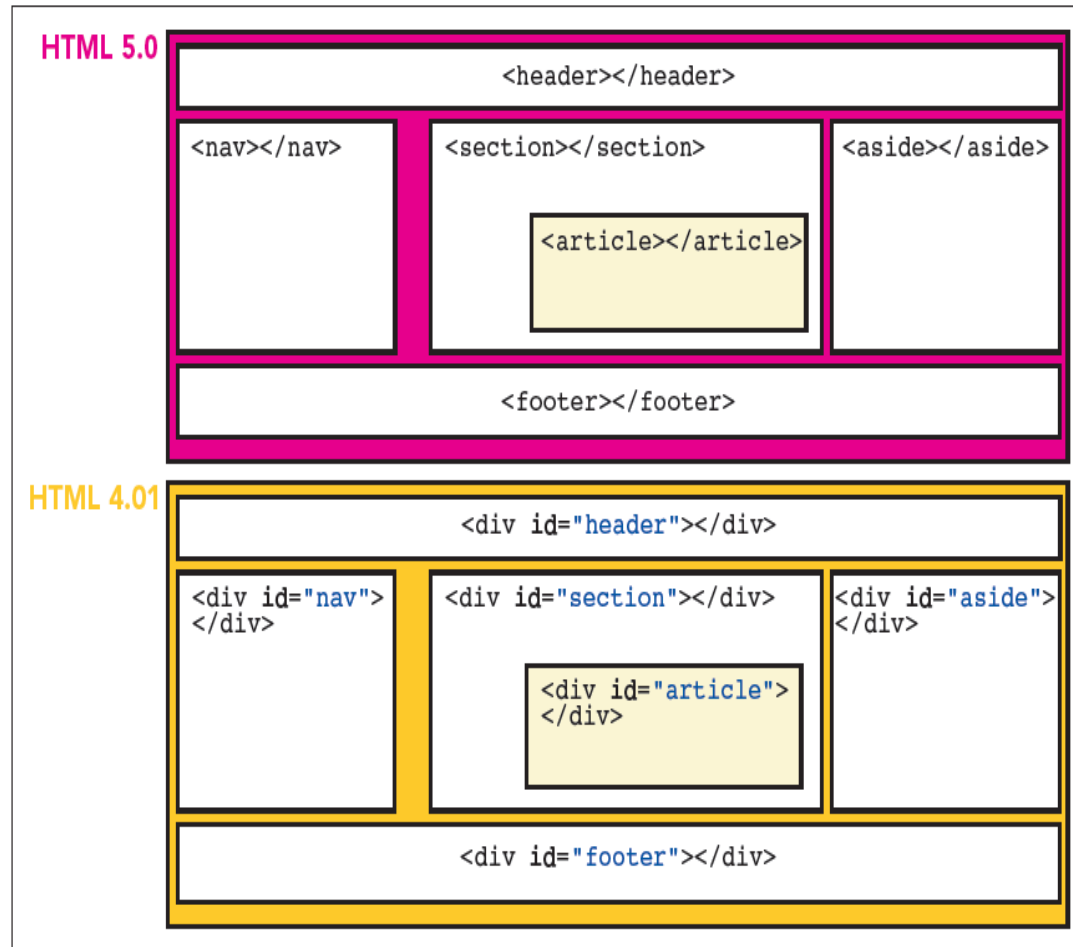 HTML 5.0
<header></header>
<nav></nav>
<section></section>
<aside></aside>
<article></article>
<footer></footer>
HTML 4.01
<div id="header"></div>
<div id="nav">
</div>
<div id="section"></div>
<div id="aside">
</div>
<div id="article">
</div>
<div id="footer"></div>